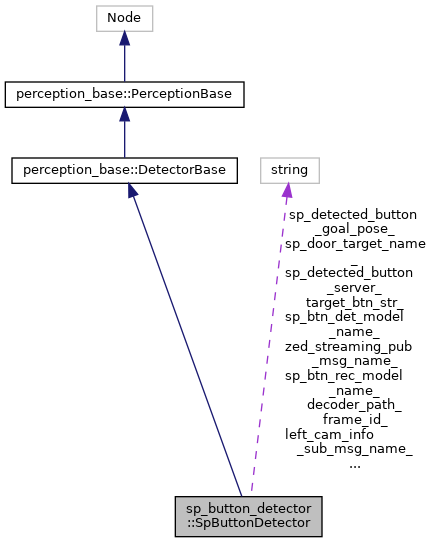 Node
perception_base::PerceptionBase
perception_base::DetectorBase
string
sp_detected_button
_goal_pose_
sp_door_target_name
_
sp_detected_button
_server_
target_btn_str_
sp_btn_det_model
_name_
zed_streaming_pub
_msg_name_
sp_btn_rec_model
_name_
decoder_path_
frame_id_
left_cam_info
_sub_msg_name_
...
sp_button_detector
::SpButtonDetector